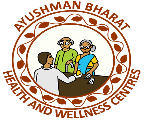 AYUSHMAN BHARAT
HEALTH AND WELLNESS CENTRES